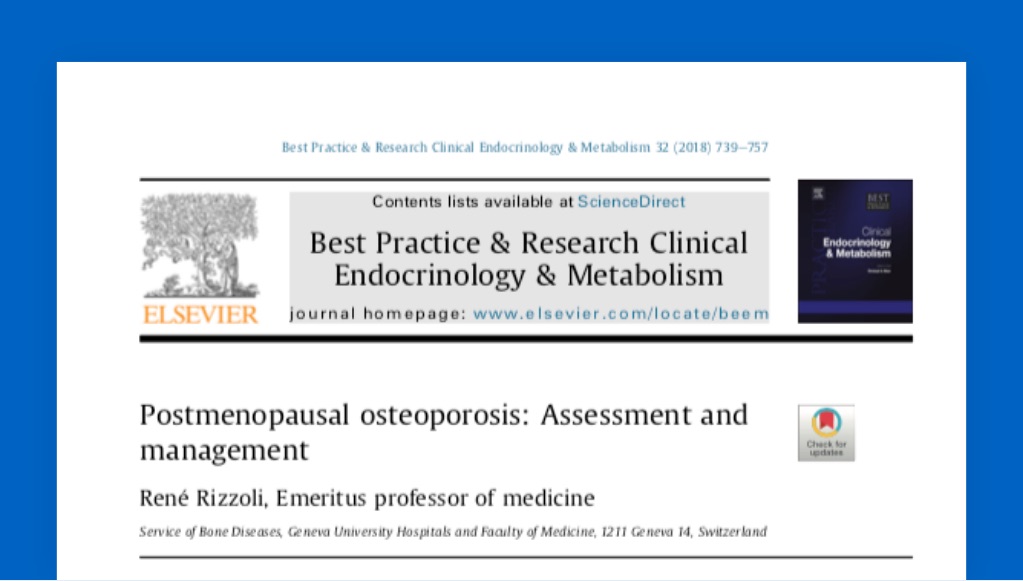 Best Practice & Research Clinical Endocrinology & Metabolism 32 (2018) 739–757
Contents lists available at ScienceDirect
Best Practice & Research Clinical
Endocrinology & Metabolism
journal homepage: www.elsevier.com/locate/beem
ELSEVIER
BEST
Clinical
Endocrinology
& Metabolism
Postmenopausal osteoporosis: Assessment and
management
Check for
updates
René Rizzoli, Emeritus professor of medicine
Service of Bone Diseases, Geneva University Hospitals and Faculty of Medicine, 1211 Geneva 14, Switzerland